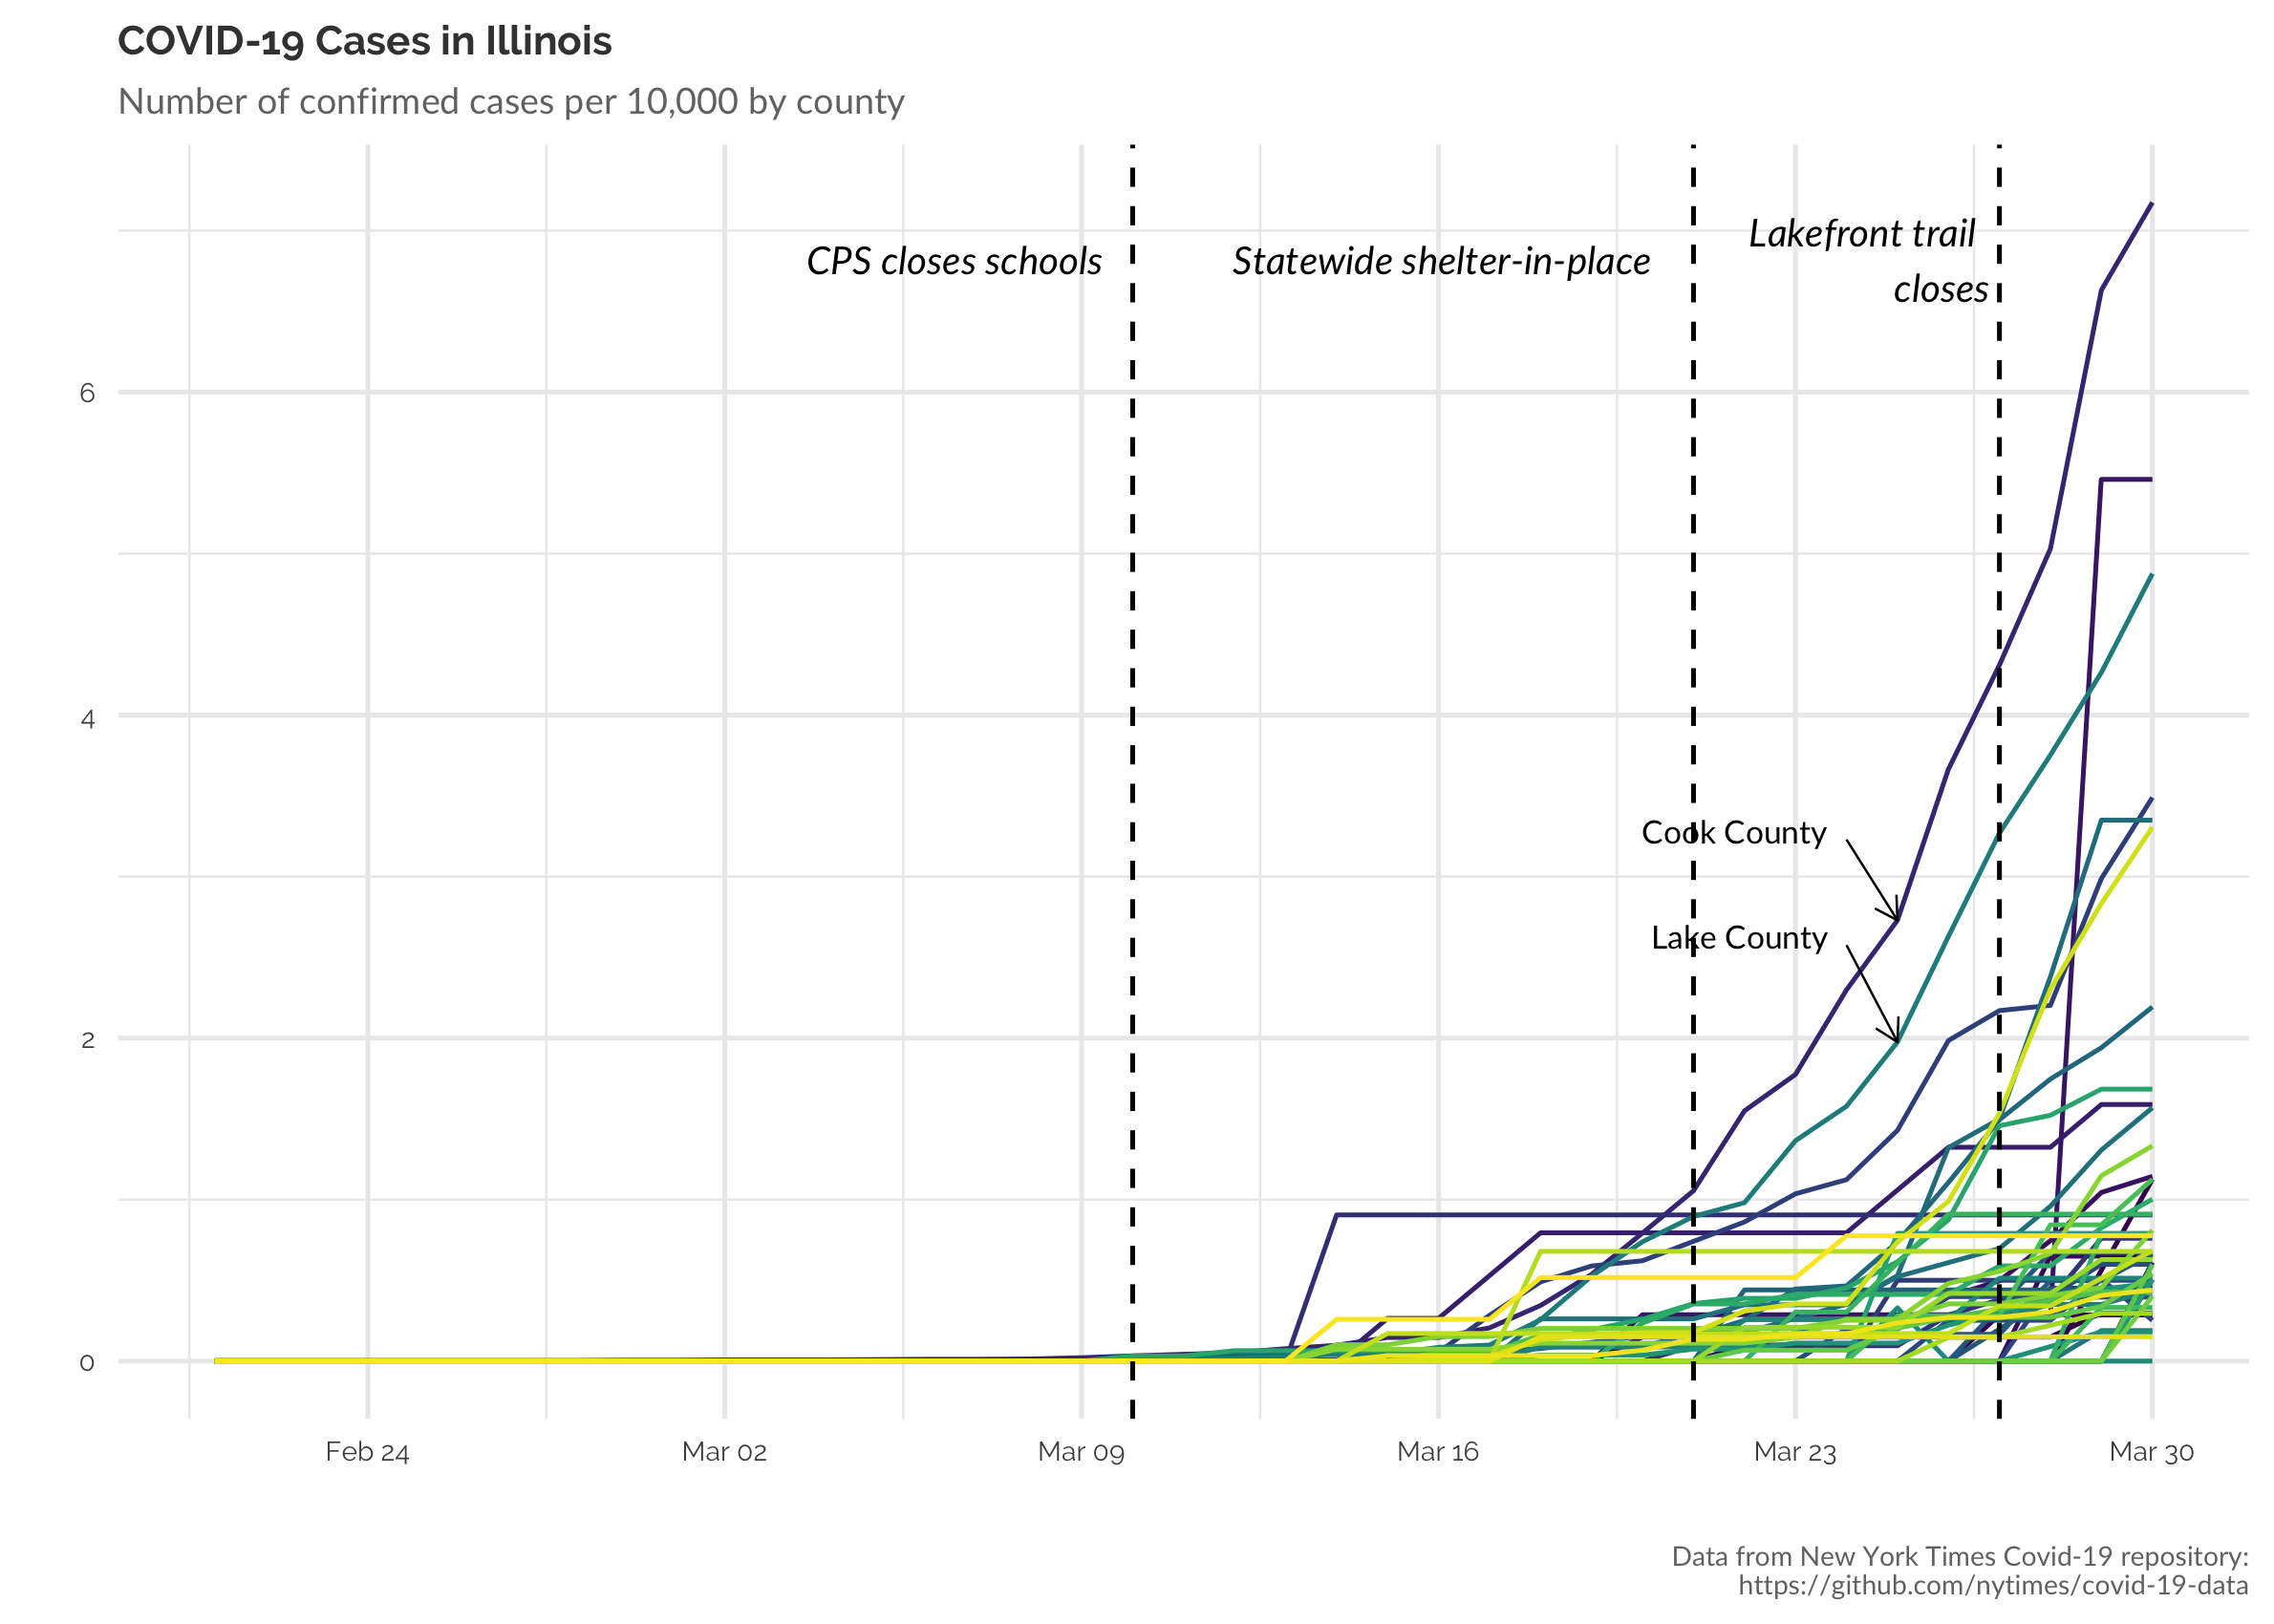 COVID-19 Cases in Illinois
Number of confirmed cases per 10,000 by county
Lakefront trail
closes
CPS closes schools
Statewide shelter-in-place
6
4
Cook County
Lake County
2
0
Feb 24
Mar 02
Mar 09
Mar 16
Mar 23
Mar 30
Data from New York Times Covid-19 repository:
https://github.com/nytimes/covid-19-data